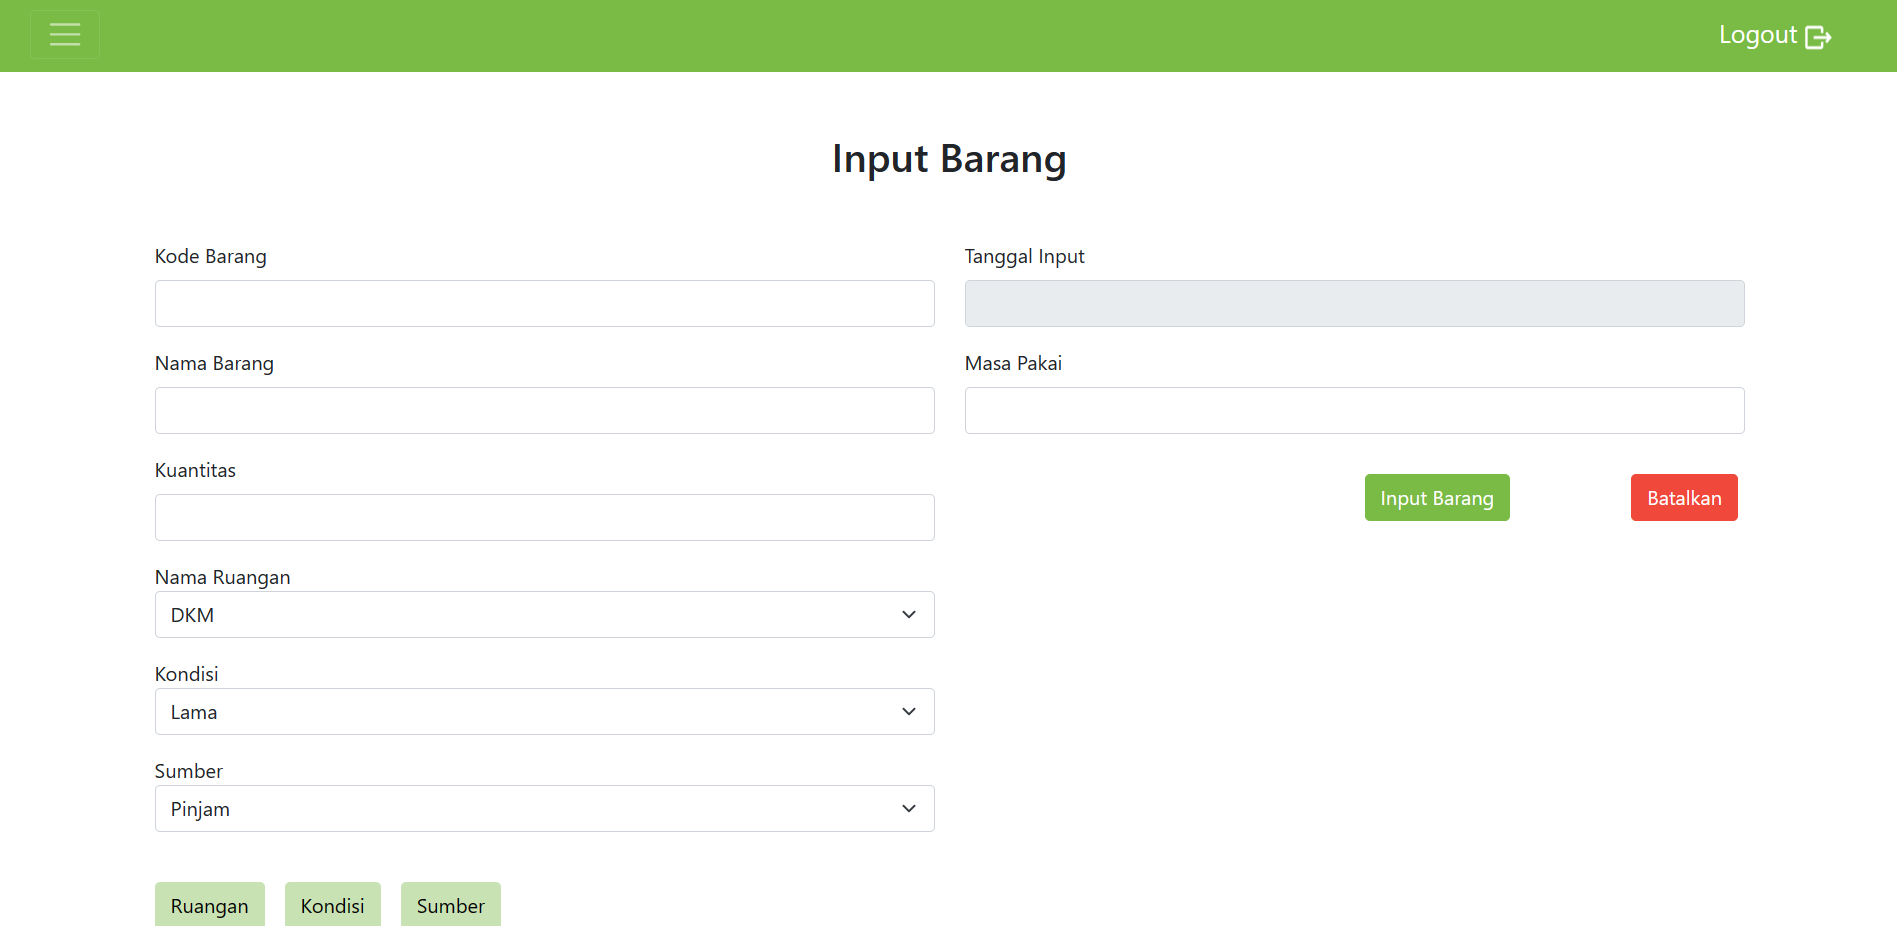 Logout
Input Barang
Kode Barang
Tanggal Input
Nama Barang
Masa Pakai
Kuantitas
Input Barang
Batalkan
Nama Ruangan
DKM
Kondisi
Lama
Sumber
Pinjam
Ruangan
Kondisi
Sumber